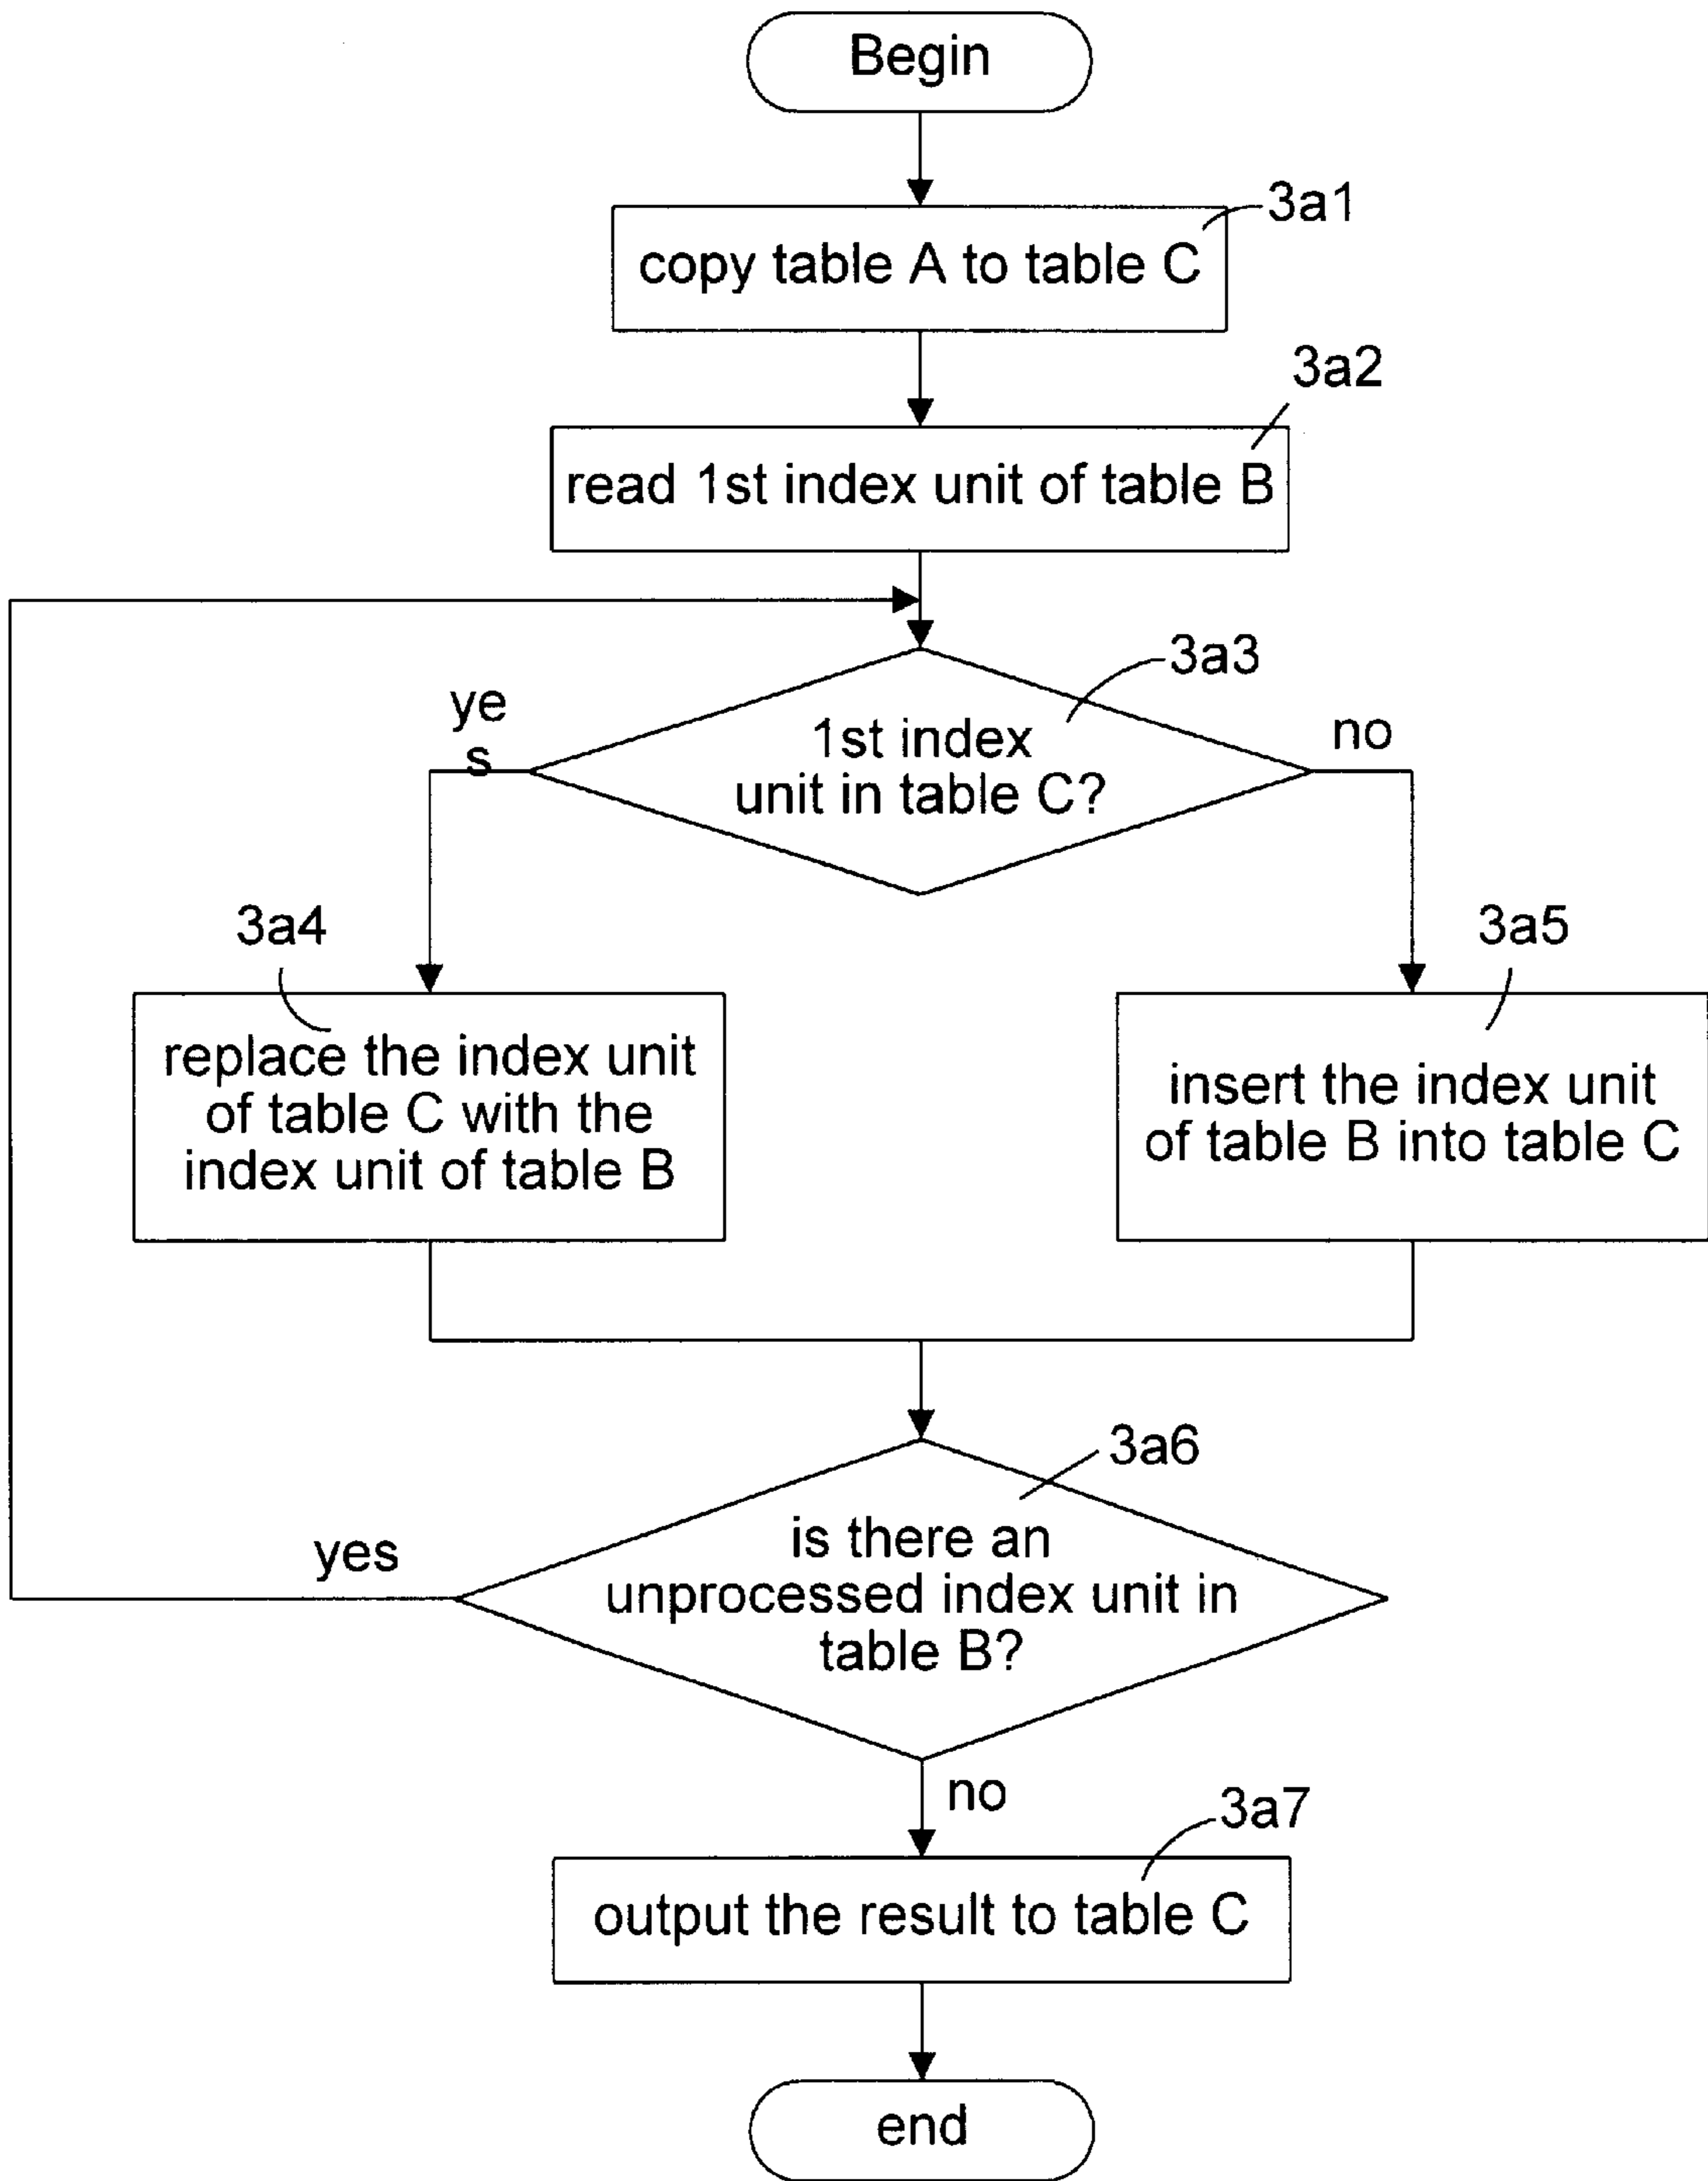 Begin
3a1
copy table A to table C
3a2
read 1st index unit of table B
3a3
ye
s
1st index
unit in table C?
no
3a4
replace the index unit
of table C with the
index unit of table B
3a5
insert the index unit
of table B into table C
3a6
is there an
unprocessed index unit in
table B?
yes
no
3a7
output the result to table C
end